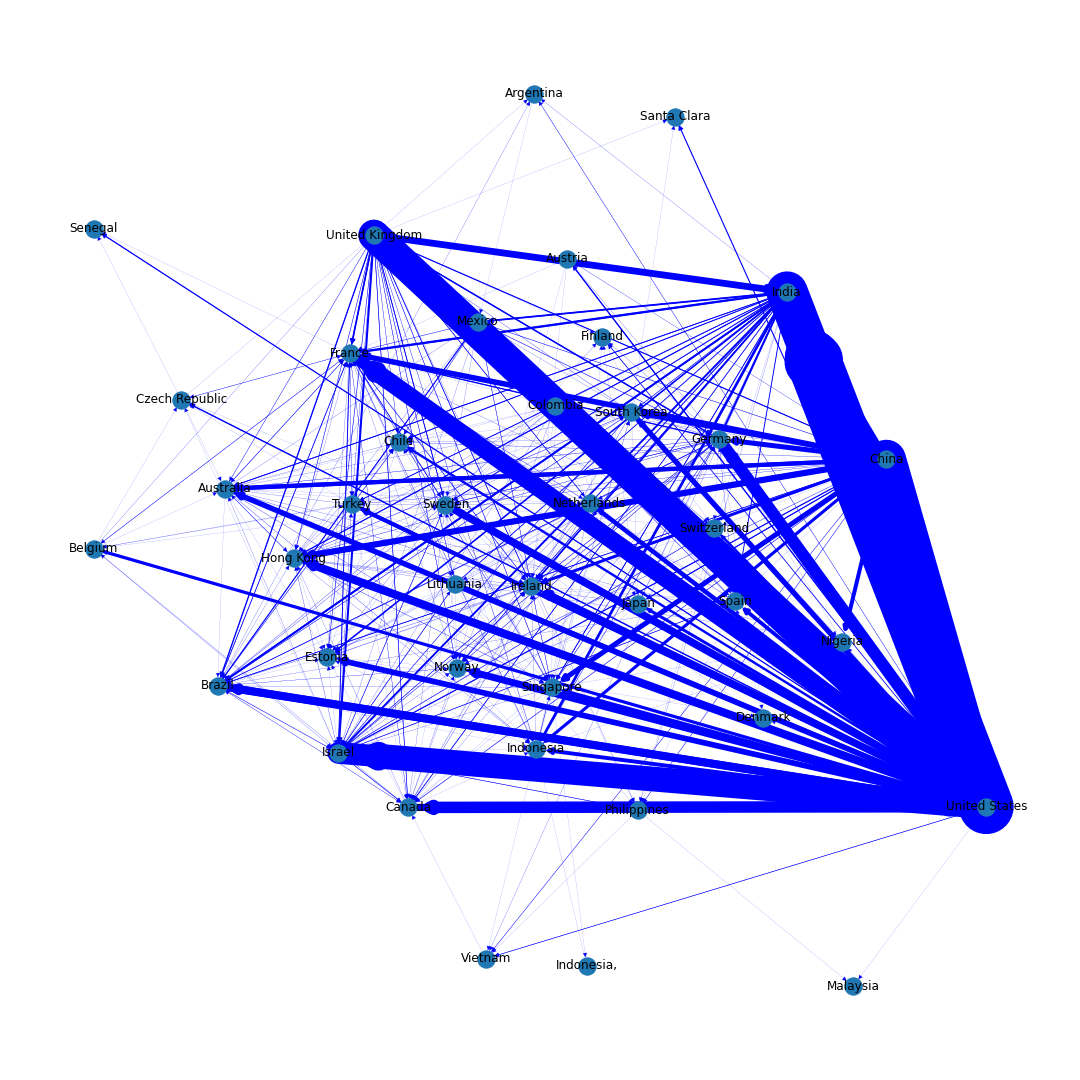 Argentina
Santa Clara
Senegal
United Kingdom
Austria
India
Mexico
Finland
France
Czech Republic
Colombia
South Korea
Germany
Chile
China
Australia
Turkey
Sweden
Netherlands
Switzerland
Belgium
Hong Kong
Lithuania
Ireland
Japan
Spain
Nigeria
Estonia
Norway
Brazil
Singapore
Denmark
Israel
Indonesia
Canada
Philippines
United States
Vietnam
Indonesia,
Malaysia